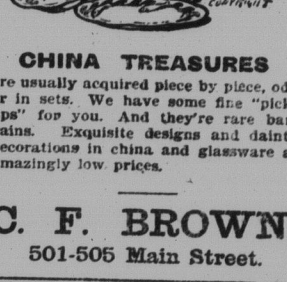 COPYRIGHT
CHINA TREASURES
re usually acquired piece by piece, od
r in sets. We have some fine "pick
ps" for you. And they're rare bar
ains. Exquisite designs and daint
ecorations in china and glassware a
mazingly low prices.
C. F. BROWN
501-505 Main Street.